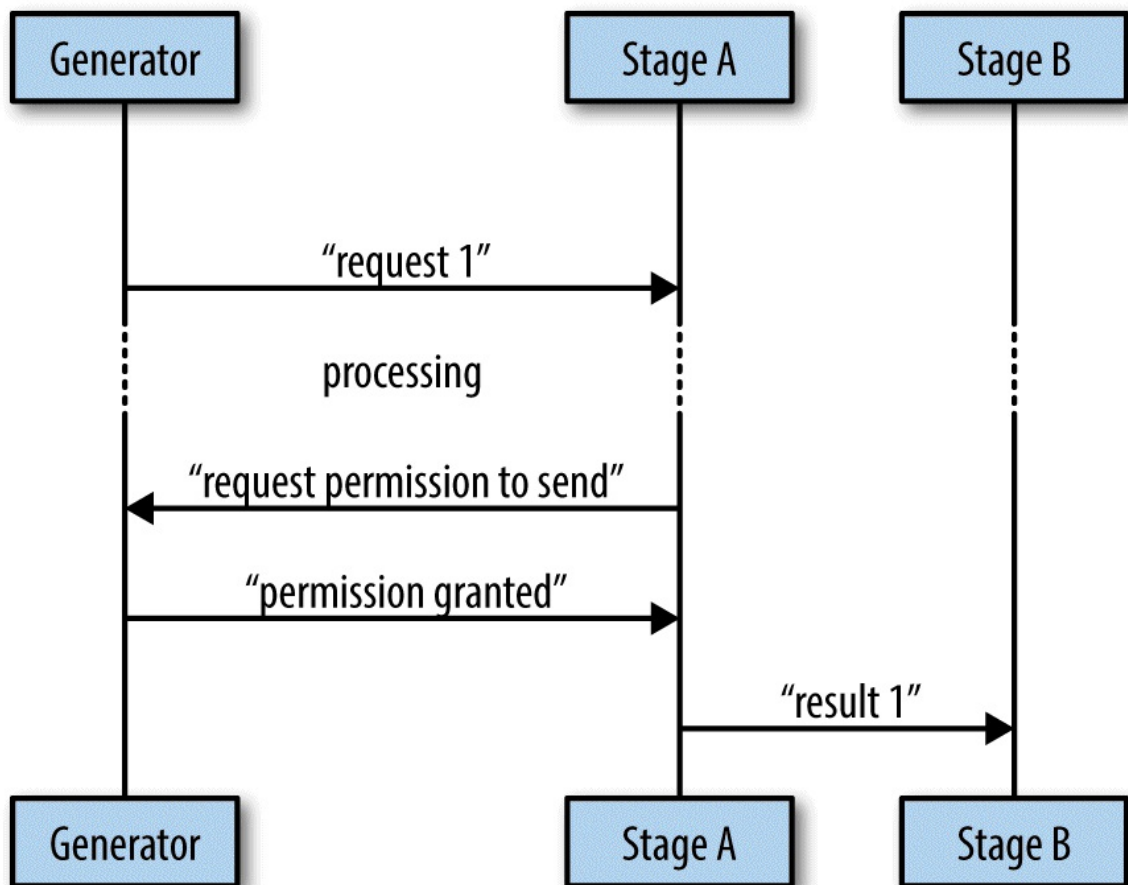 Generator
Stage A
Stage B
“request 1”
processing
“request permission to send”
“permission granted”
“result 1”
Generator
Stage A
Stage B